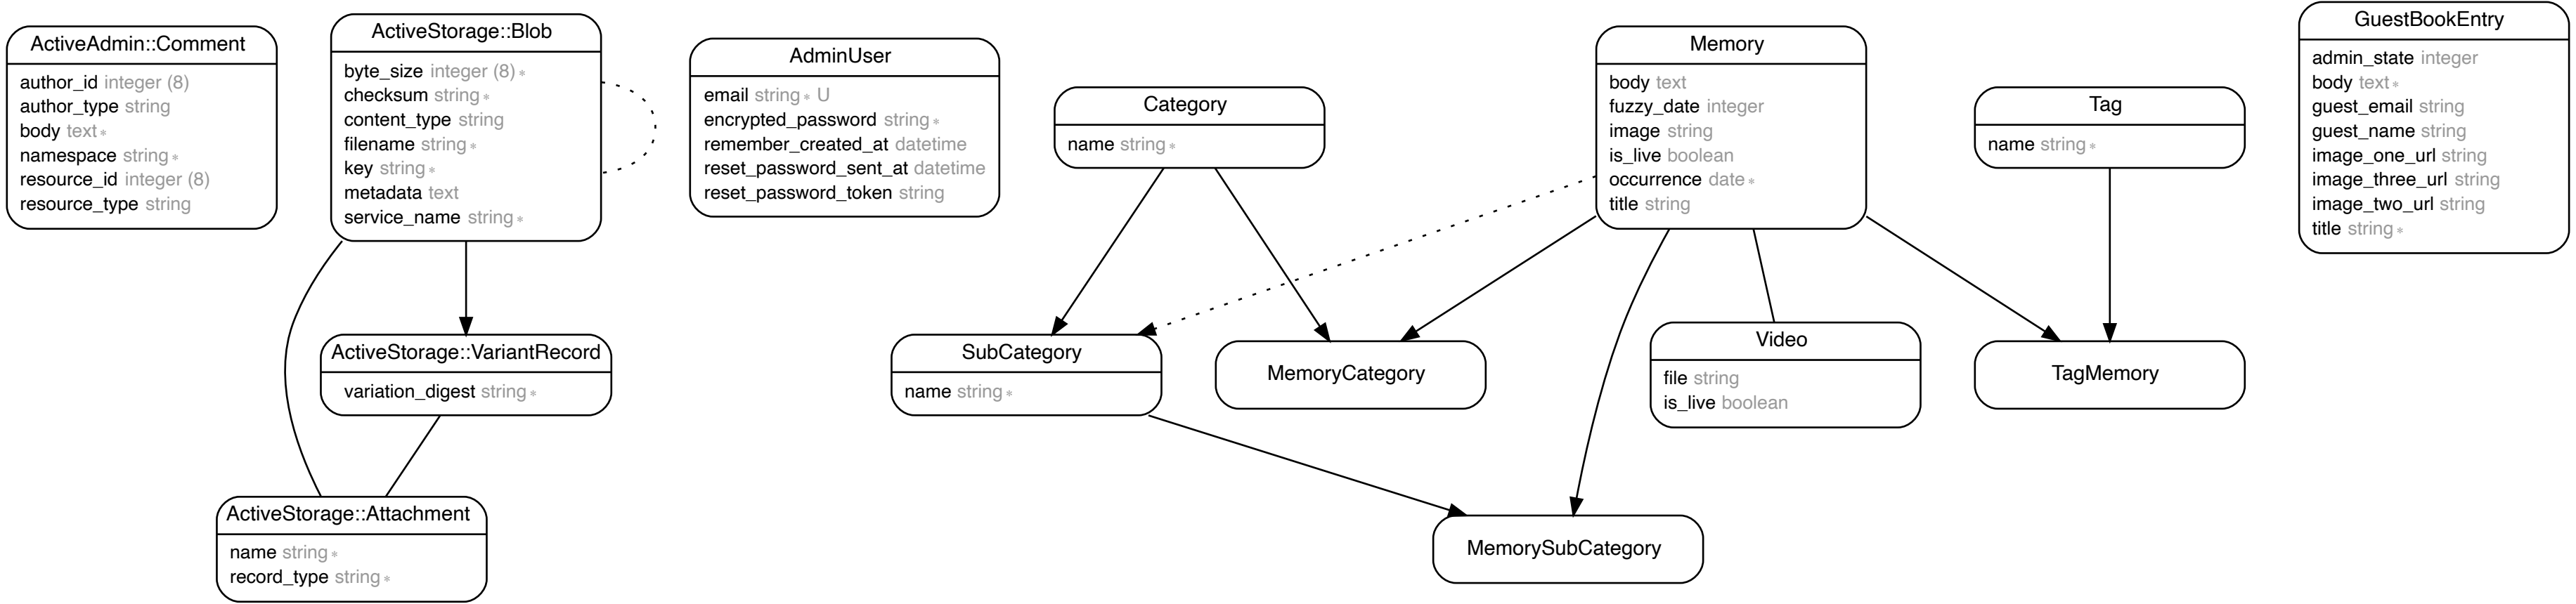 ActiveAdmin::Comment
author_id integer (8)
author_type string
body text *
namespace string *
resource_id integer (8)
resource_type string
ActiveStorage::Blob
byte_size integer (8) *
checksum string *
content_type string
filename string *
key string *
metadata text
service_name string *
ActiveStorage::VariantRecord
variation_digest string *
ActiveStorage::Attachment
name string *
record_type string *
AdminUser
email string * U
encrypted_password string *
remember_created_at datetime
reset_password_sent_at datetime
reset_password_token string
Category
name string *
SubCategory
name string *
MemoryCategory
Memory
body text
fuzzy_date integer
image string
is_live boolean
occurrence date *
title string
Video
file string
is_live boolean
MemorySubCategory
Tag
name string *
TagMemory
GuestBookEntry
admin_state integer
body text *
guest_email string
guest_name string
image_one_url string
image_three_url string
image_two_url string
title string *